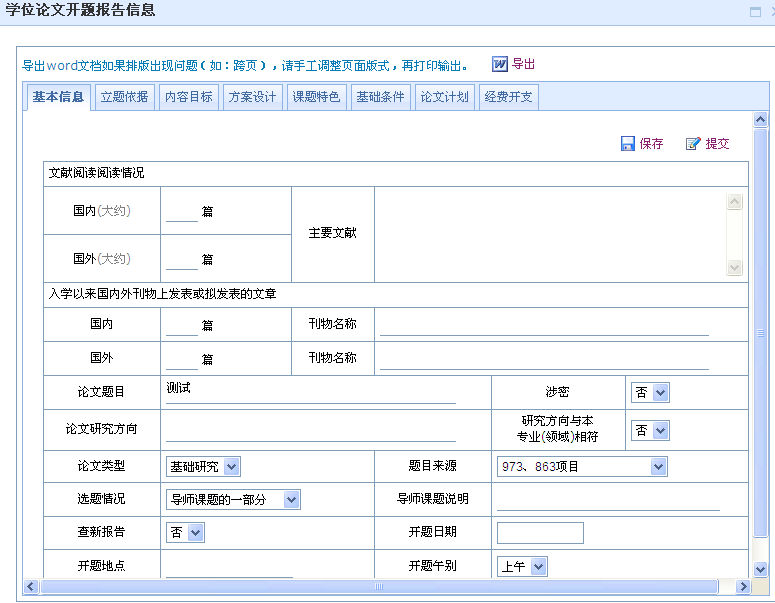 学位论文开题报告信息
导出word文档如果排版出现问题（如：跨页），请手工调整页面版式，再打印输出。 导出
基本信息 立题依据 内容目标 方案设计 课题特色 基础条件 论文计划 经费开支
保存 提交
文献阅读阅读情况
国内(大约) 篇
主要文献
国外(大约) 篇
入学以来国内外刊物上发表或拟发表的文章
国内 篇 刊物名称
国外 篇 刊物名称
论文题目 测试 涉密 否
论文研究方向 研究方向与本
专业(领域)相符 否
论文类型 基础研究 题目来源 973、863项目
选题情况 导师课题的一部分 导师课题说明
查新报告 否 开题日期
开题地点 开题午别 上午